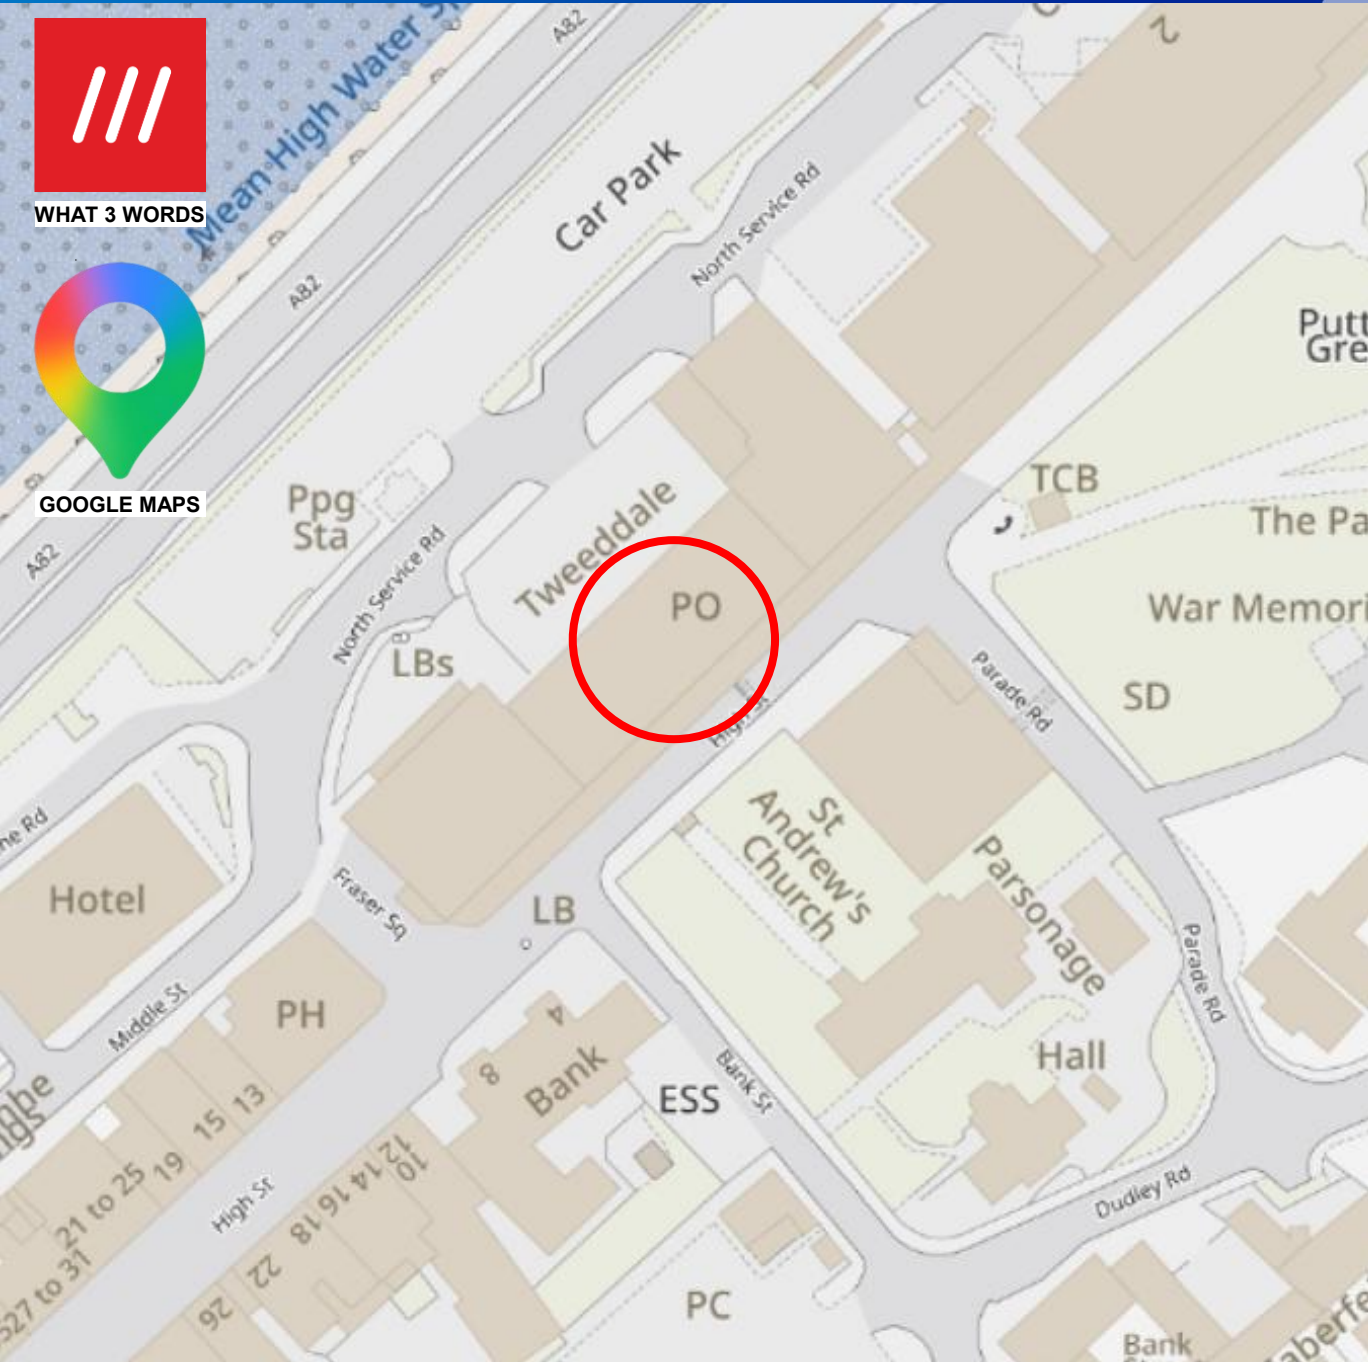 A82
Mean High Water
WHAT 3 WORDS
GOOGLE MAPS
Car Park
North Service Rd
2
A82
Putt
Gre
TCB
Ppg
Sta
The Pa
A82
Tweeddale
North Service Rd
PO
War Memori
LBs
Parade Rd
SD
High St
St
Andrew's
Church
Hotel
Fraser Sq
LB
Parsonage
Parade Rd
Middle St
PH
4
8
Bank
Hall
ESS
Bank St
13
15
19
21 to 25
27 to 31
High St
10
12
14
16
18
22
26
Dudley Rd
PC
Bank